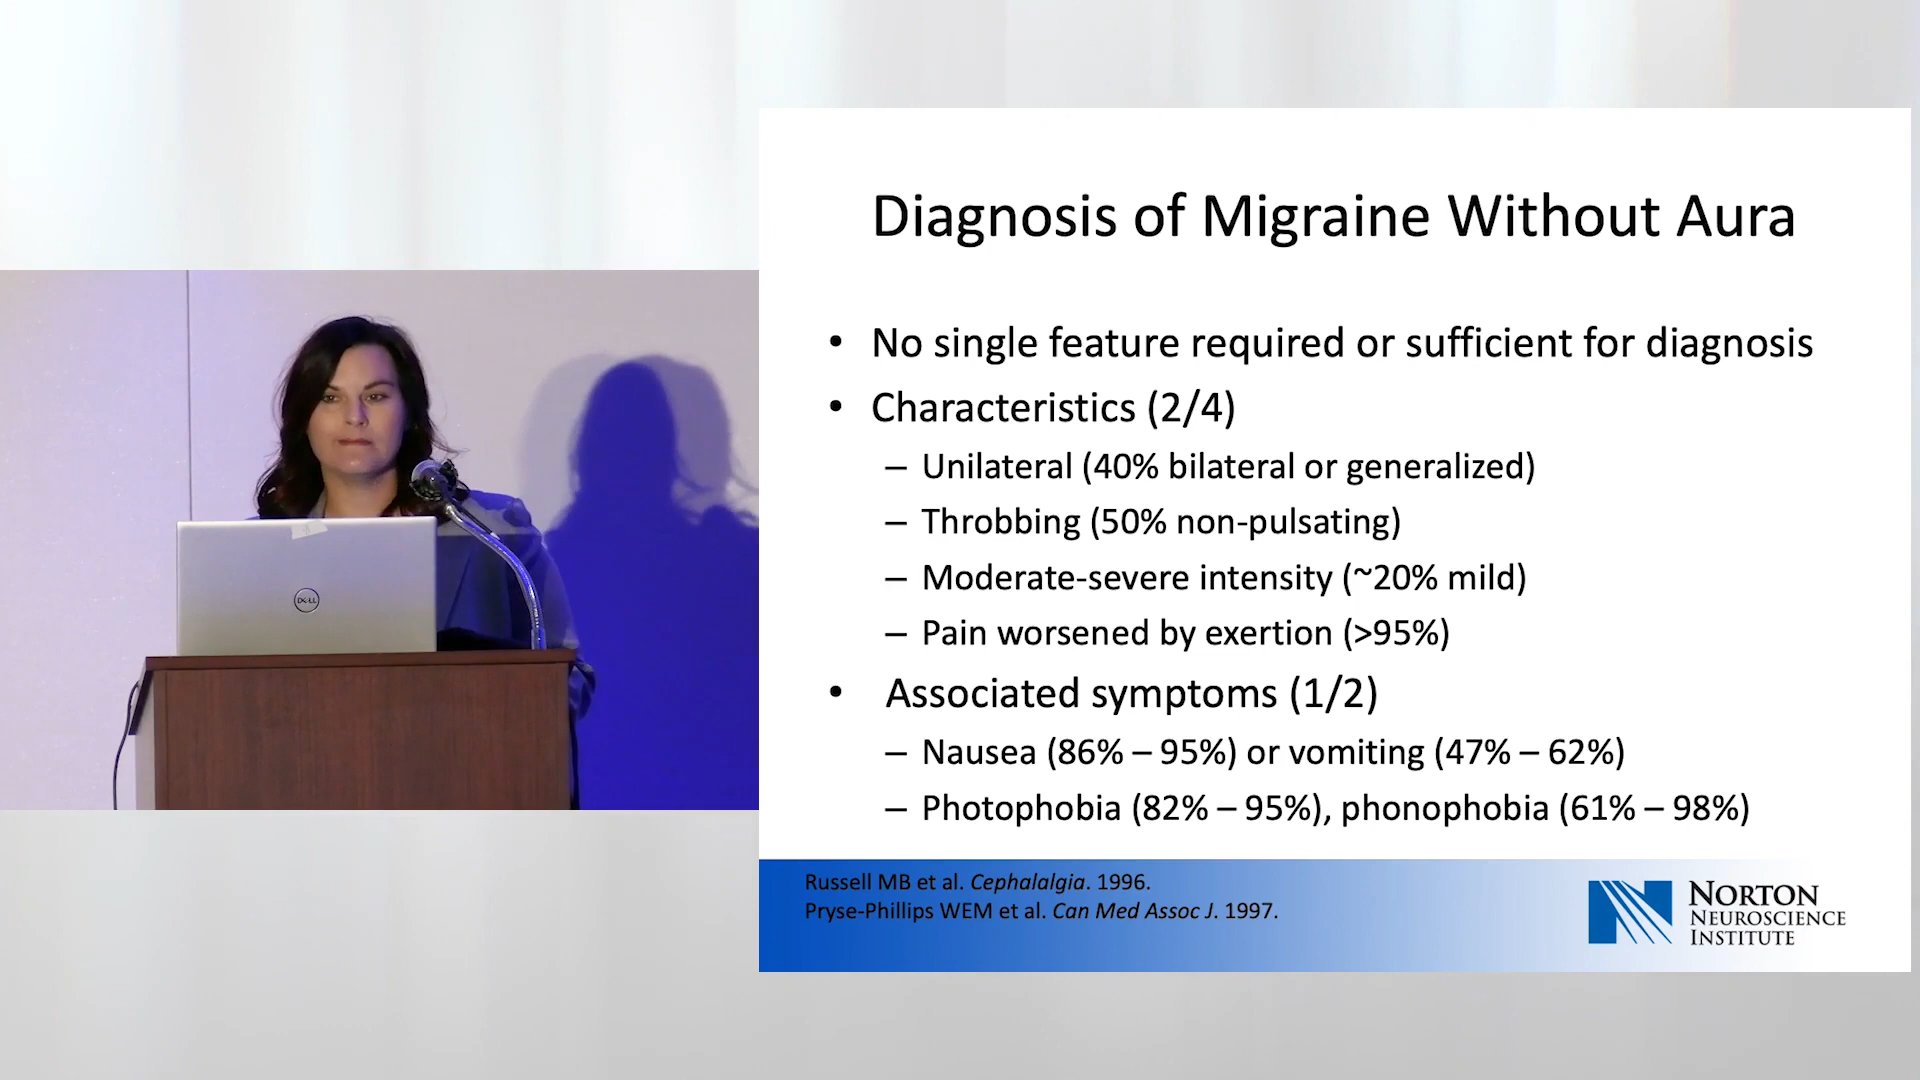 Diagnosis of Migraine Without Aura
• No single feature required or sufficient for diagnosis
• Characteristics (2/4)
– Unilateral (40% bilateral or generalized)
– Throbbing (50% non-pulsating)
– Moderate-severe intensity (~20% mild)
– Pain worsened by exertion (>95%)
• Associated symptoms (1/2)
– Nausea (86% – 95%) or vomiting (47% – 62%)
– Photophobia (82% – 95%), phonophobia (61% – 98%)
Russell MB et al. Cephalalgia. 1996.
Pryse-Phillips WEM et al. Can Med Assoc J. 1997.
NORTON
NEUROSCIENCE
INSTITUTE
DELL